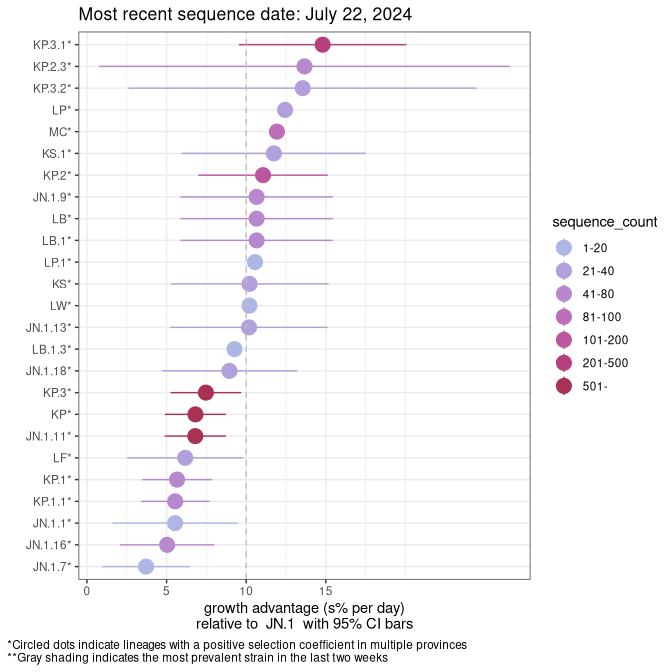 Most recent sequence date: July 22, 2024
KP.3.1*
KP.2.3*
KP.3.2*
LP*
MC*
KS.1*
KP.2*
JN.1.9*
LB*
LB.1*
LP.1*
KS*
LW*
JN.1.13*
LB.1.3*
JN.1.18*
KP.3*
KP*
JN.1.11*
LF*
KP.1*
KP.1.1*
JN.1.1*
JN.1.16*
JN.1.7*
0 5 10 15
growth advantage (s% per day)
relative to JN.1 with 95% CI bars
sequence_count
1-20
21-40
41-80
81-100
101-200
201-500
501-
*Circled dots indicate lineages with a positive selection coefficient in multiple provinces
**Gray shading indicates the most prevalent strain in the last two weeks